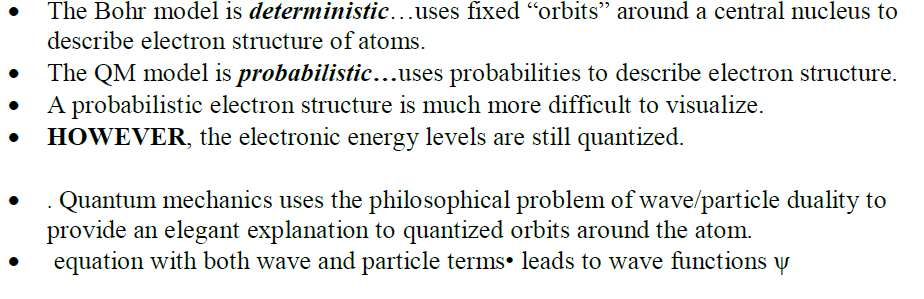 • The Bohr model is deterministic…uses fixed “orbits” around a central nucleus to
describe electron structure of atoms.
• The QM model is probabilistic…uses probabilities to describe electron structure.
• A probabilistic electron structure is much more difficult to visualize.
• HOWEVER, the electronic energy levels are still quantized.
• . Quantum mechanics uses the philosophical problem of wave/particle duality to
provide an elegant explanation to quantized orbits around the atom.
• equation with both wave and particle terms• leads to wave functions ψ